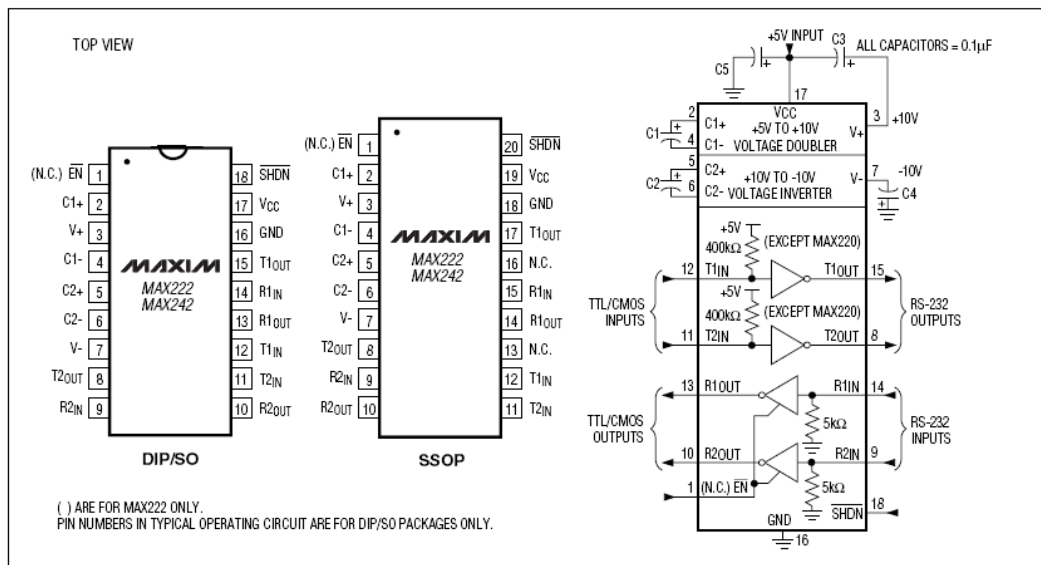 TOP VIEW
(N.C.) EN 1
C1+ 2
V+ 3
C1- 4
C2+ 5
C2- 6
V- 7
T2OUT 8
R2IN 9
18 SHDN
17 VCC
16 GND
15 T1OUT
14 R1IN
13 R1OUT
12 T1IN
11 T2IN
10 R2OUT
MAXIM
MAX222
MAX242
DIP/SO
(N.C.) EN 1
C1+ 2
V+ 3
C1- 4
C2+ 5
C2- 6
V- 7
T2OUT 8
R2IN 9
R2OUT 10
20 SHDN
19 VCC
18 GND
17 T1OUT
16 N.C.
15 R1IN
14 R1OUT
13 N.C.
12 T1IN
11 T2IN
MAXIM
MAX222
MAX242
SSOP
( ) ARE FOR MAX222 ONLY.
PIN NUMBERS IN TYPICAL OPERATING CIRCUIT ARE FOR DIP/SO PACKAGES ONLY.
+5V INPUT C3
ALL CAPACITORS = 0.1µF
C5 + +
17
VCC
2 C1+ +5V TO +10V V+ 3 +10V
C1 +
4 C1- VOLTAGE DOUBLER
5 C2+ +10V TO -10V V- 7 -10V
C2 +
6 C2- VOLTAGE INVERTER
C4 +
+5V
400kΩ (EXCEPT MAX220)
12 T1IN T1OUT 15
+5V
400kΩ (EXCEPT MAX220)
11 T2IN T2OUT 8
TTL/CMOS
INPUTS
RS-232
OUTPUTS
13 R1OUT R1IN 14
5kΩ
10 R2OUT R2IN 9
5kΩ
TTL/CMOS
OUTPUTS
RS-232
INPUTS
1 (N.C.) EN
SHDN 18
GND
16